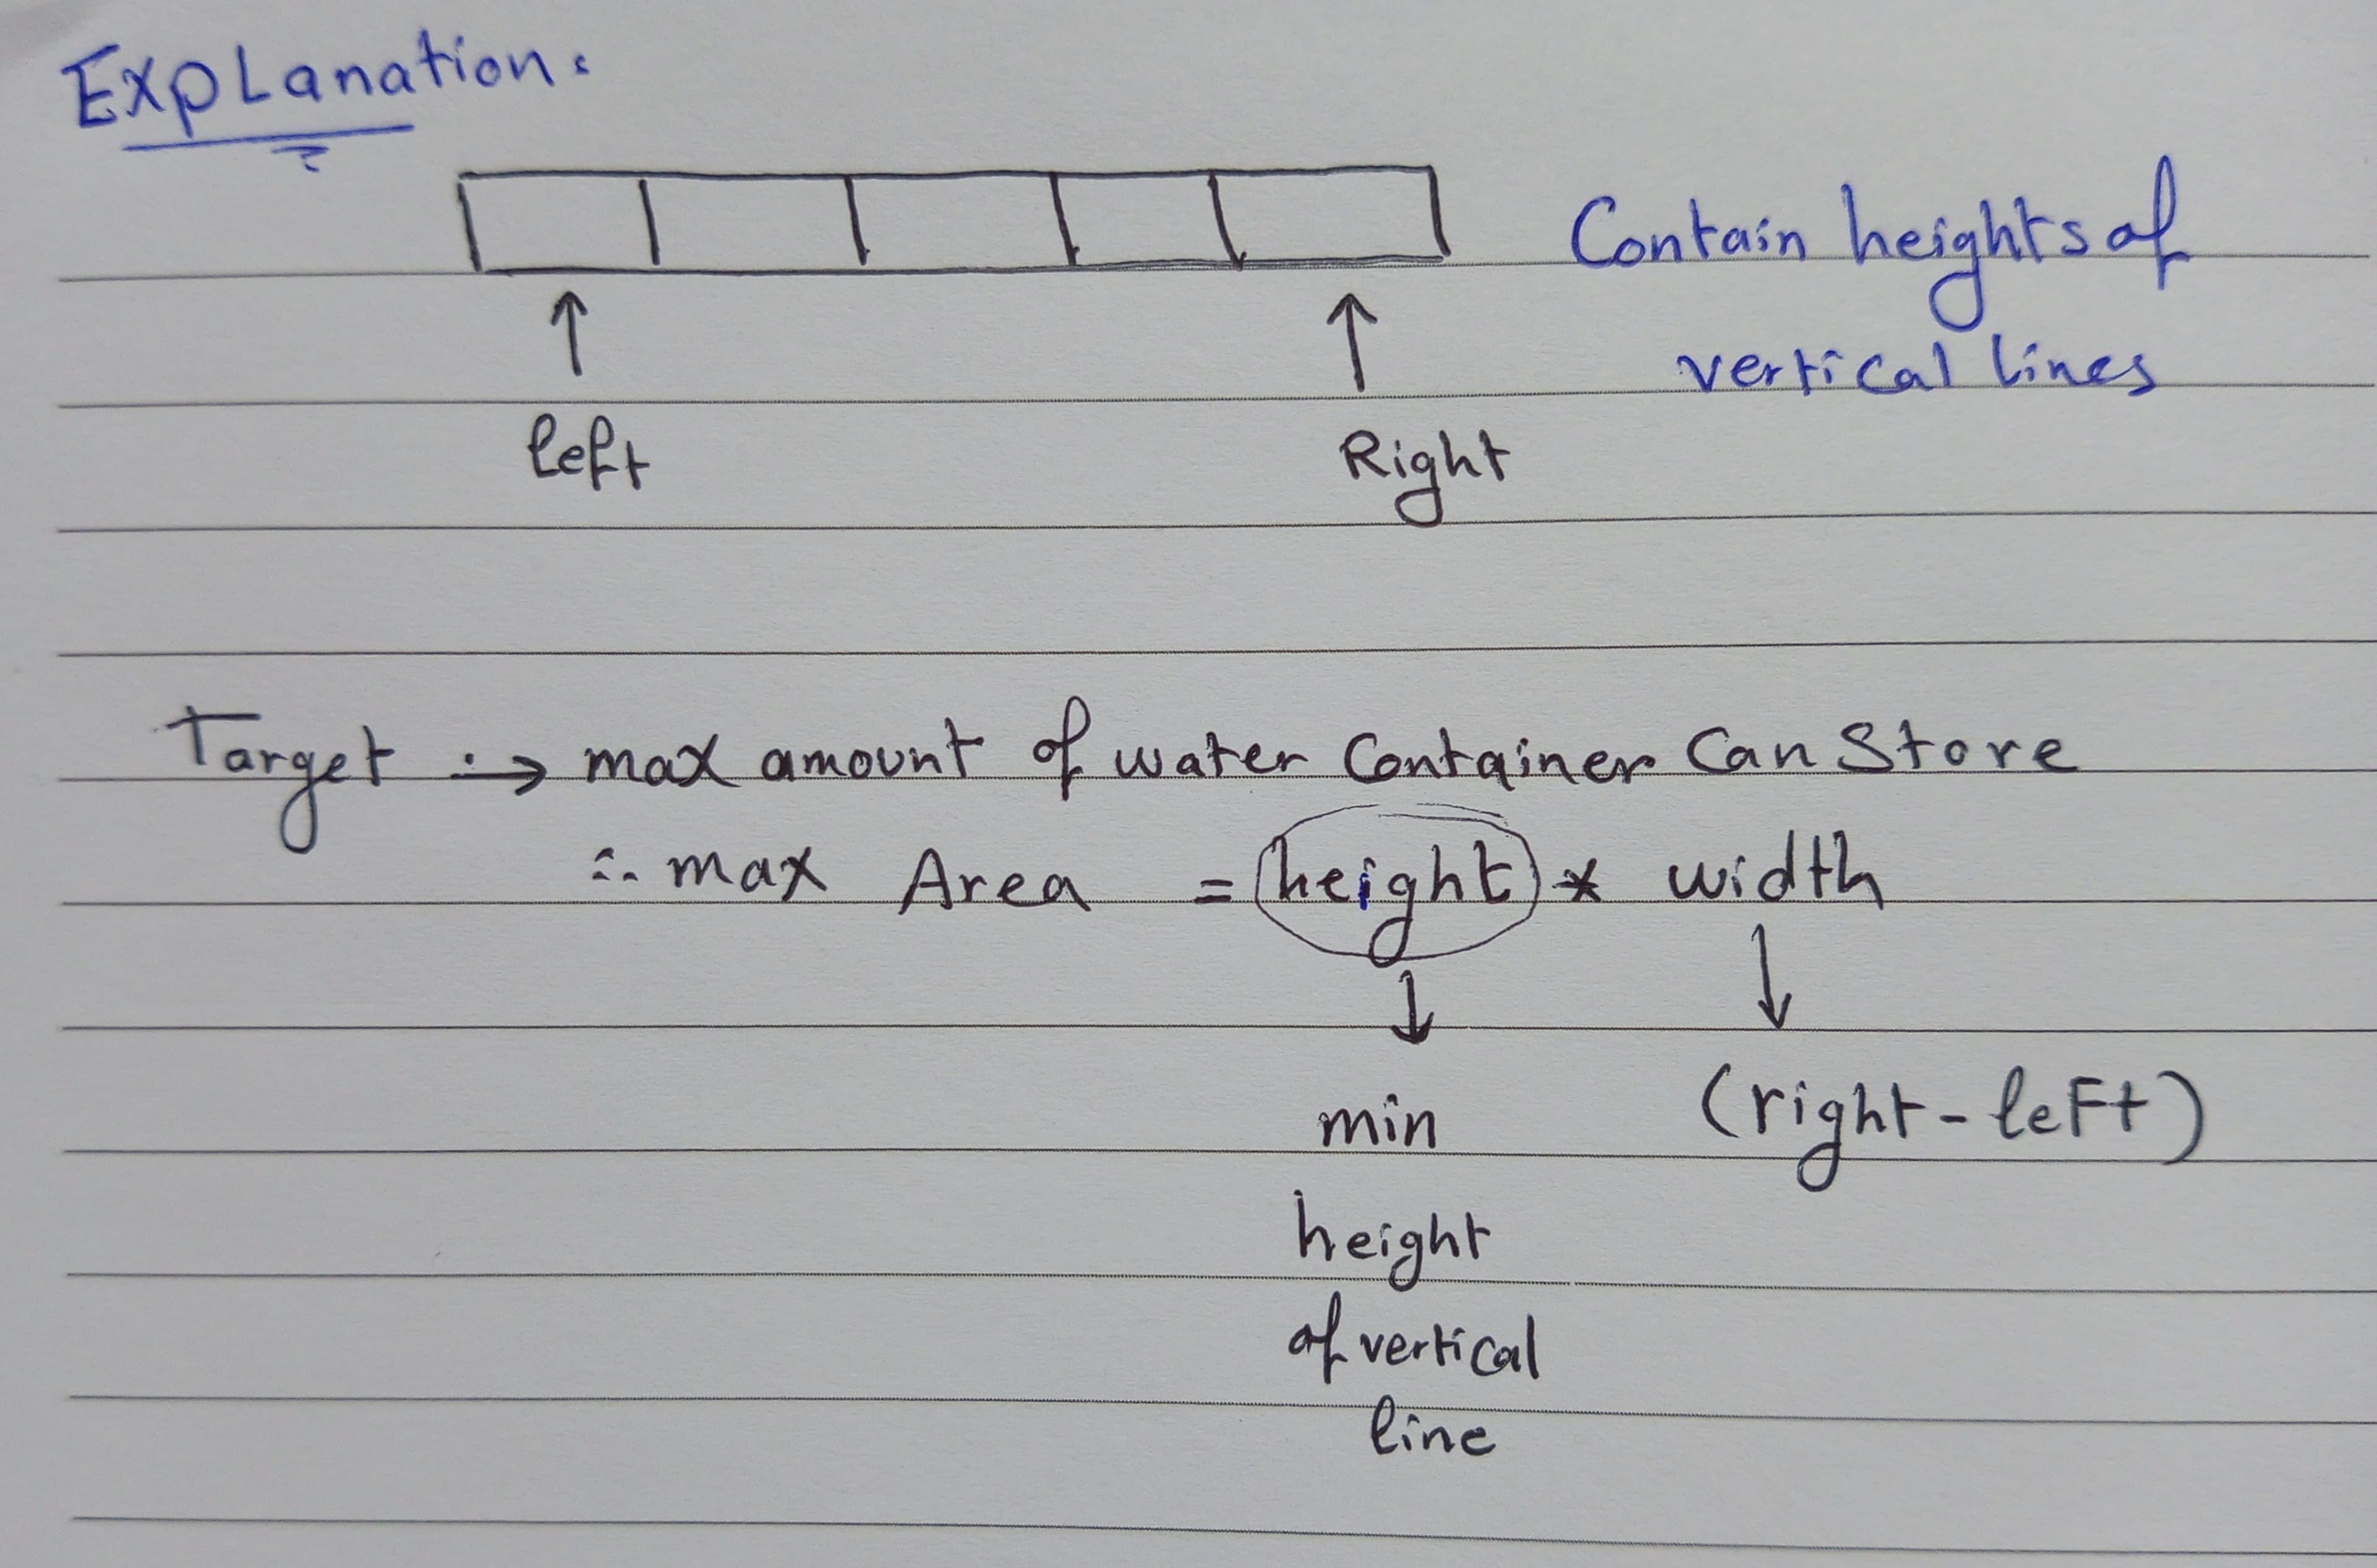 Explanation:
Contain heights of
vertical lines
left Right
Target :→ max amount of water Container Can Store
∴ max Area = height * width
↓ ↓
min (right-left)
height
of vertical
line